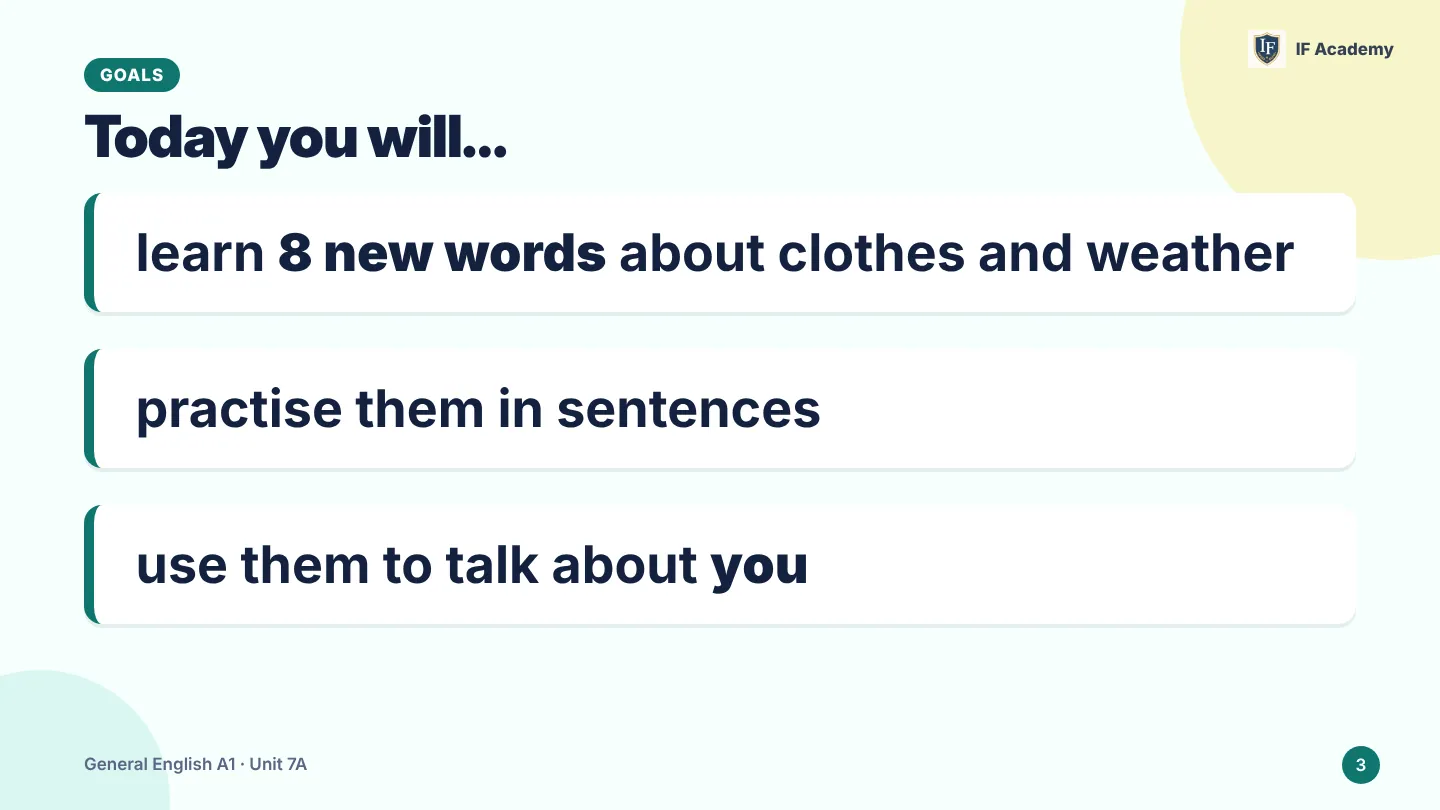 IF
IF Academy
GOALS
Today you will...
learn 8 new words about clothes and weather
practise them in sentences
use them to talk about you
General English A1 · Unit 7A
3